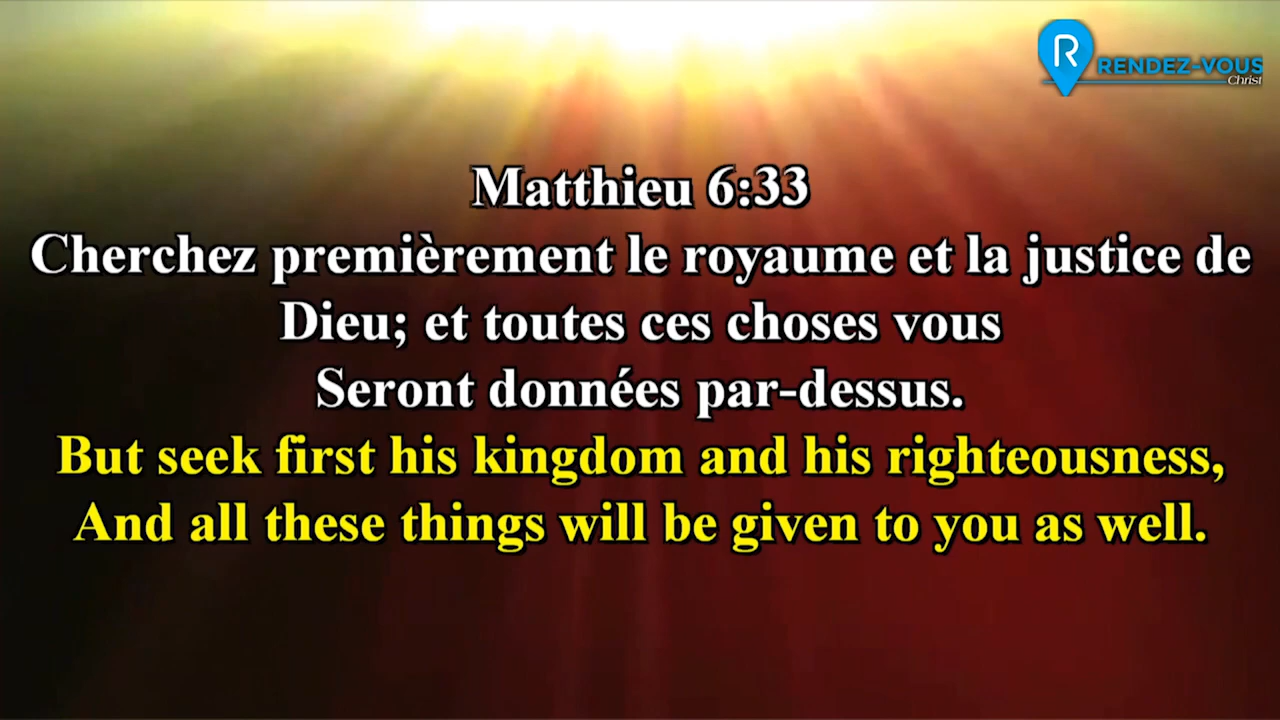 R
RENDEZ-VOUS
Christ
Matthieu 6:33
Cherchez premièrement le royaume et la justice de
Dieu; et toutes ces choses vous
Seront données par-dessus.
But seek first his kingdom and his righteousness,
And all these things will be given to you as well.